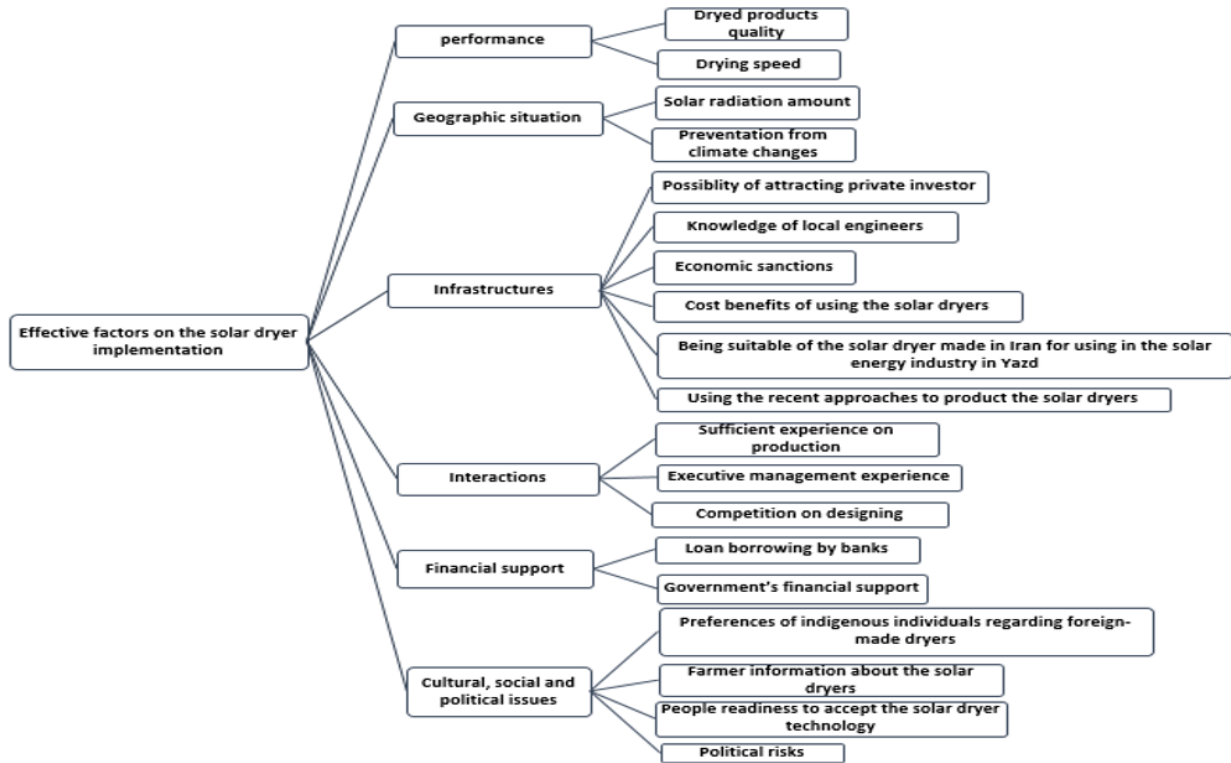 Effective factors on the solar dryer
implementation
performance
Dryed products
quality
Drying speed
Geographic situation
Solar radiation amount
Preventation from
climate changes
Infrastructures
Possiblity of attracting private investor
Knowledge of local engineers
Economic sanctions
Cost benefits of using the solar dryers
Being suitable of the solar dryer made in Iran for using in the solar
energy industry in Yazd
Using the recent approaches to product the solar dryers
Interactions
Sufficient experience on
production
Executive management experience
Competition on designing
Financial support
Loan borrowing by banks
Government’s financial support
Cultural, social and
political issues
Preferences of indigenous individuals regarding foreign-
made dryers
Farmer information about the solar
dryers
People readiness to accept the solar dryer
technology
Political risks